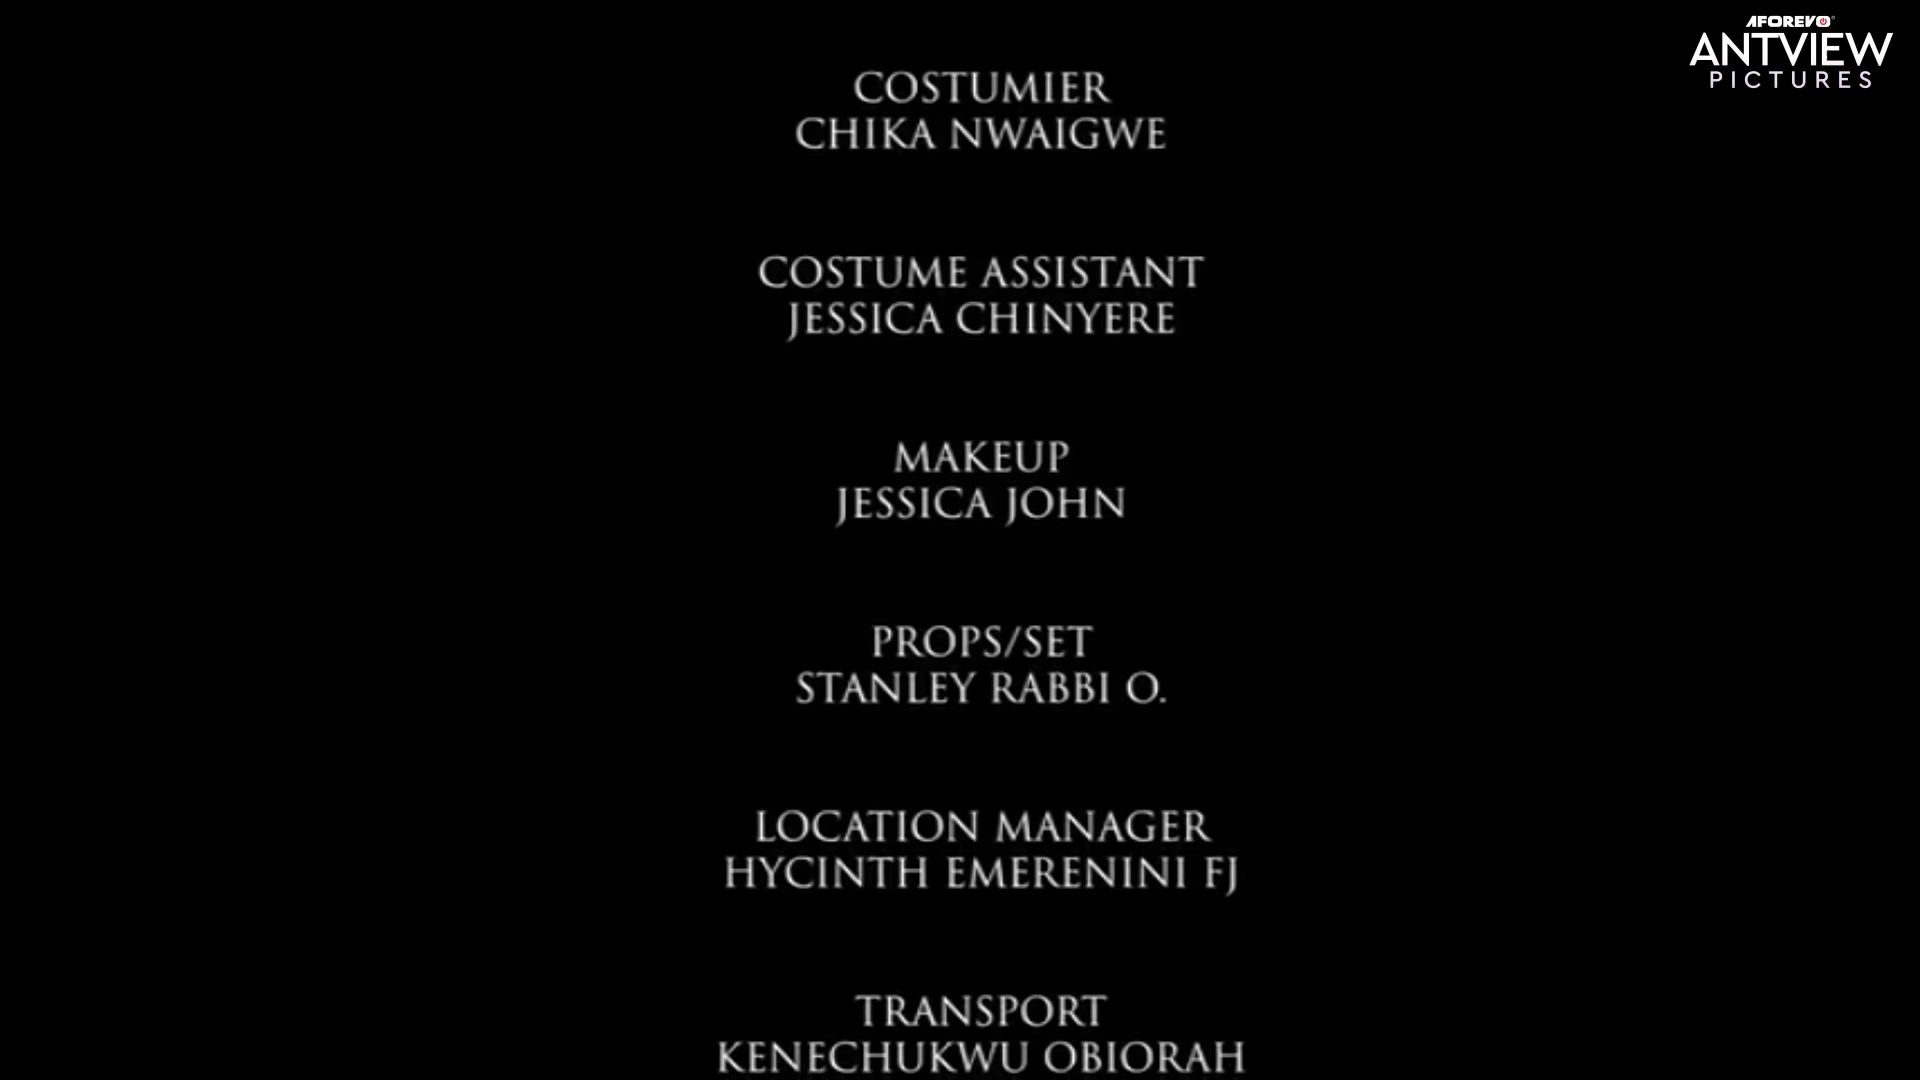 AFOREVO
ANTVIEW
PICTURES
COSTUMIER
CHIKA NWAIGWE
COSTUME ASSISTANT
JESSICA CHINYERE
MAKEUP
JESSICA JOHN
PROPS/SET
STANLEY RABBI O.
LOCATION MANAGER
HYCINTH EMERENINI FJ
TRANSPORT
KENECHUKWU OBIORAH